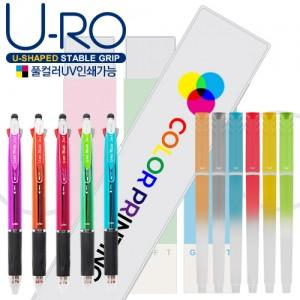 U-RO
U-SHAPED STABLE GRIP
풀컬러UV인쇄가능
COLOR PRINTING